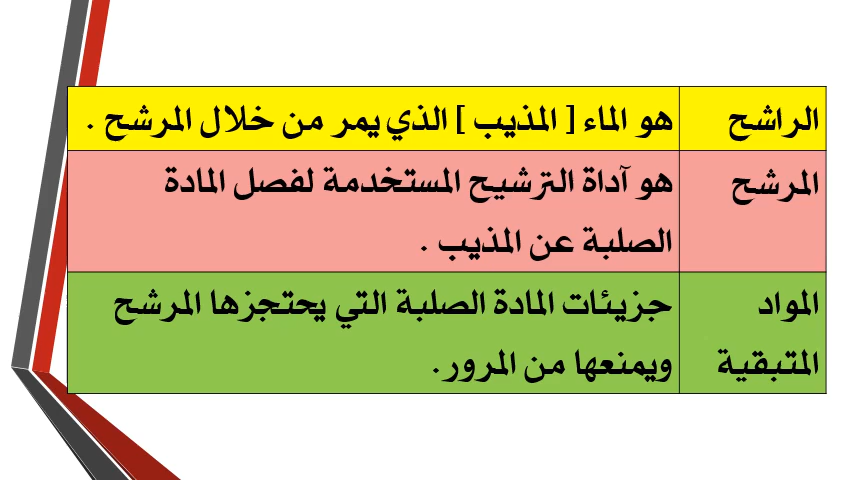 الراشح هو الماء [ المذيب ] الذي يمر من خلال المرشح .
المرشح هو آداة الترشيح المستخدمة لفصل المادة
الصلبة عن المذيب .
المواد جزيئات المادة الصلبة التي يحتجزها المرشح
المتبقية ويمنعها من المرور.